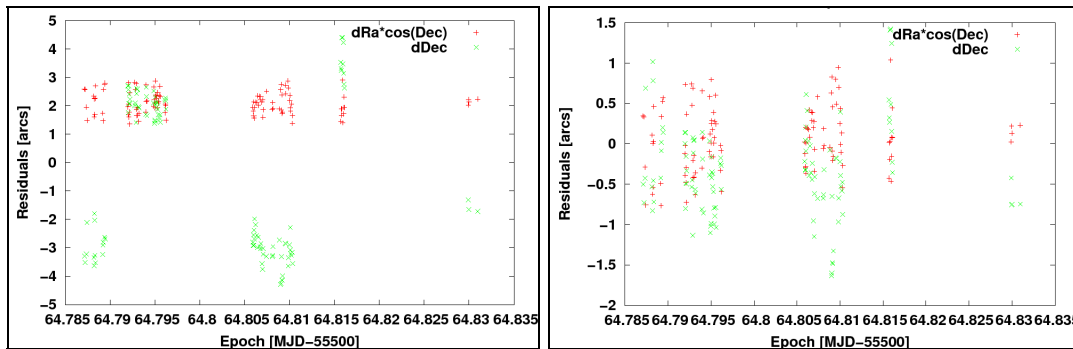 5
4
3
2
1
0
−1
−2
−3
−4
−5
Residuals [arcs]
dRa*cos(Dec)
dDec
64.785 64.79 64.795 64.8 64.805 64.81 64.815 64.82 64.825 64.83 64.835
Epoch [MJD−55500]
1.5
1
0.5
0
−0.5
−1
−1.5
−2
Residuals [arcs]
dRa*cos(Dec)
dDec
64.785 64.79 64.795 64.8 64.805 64.81 64.815 64.82 64.825 64.83 64.835
Epoch [MJD−55500]